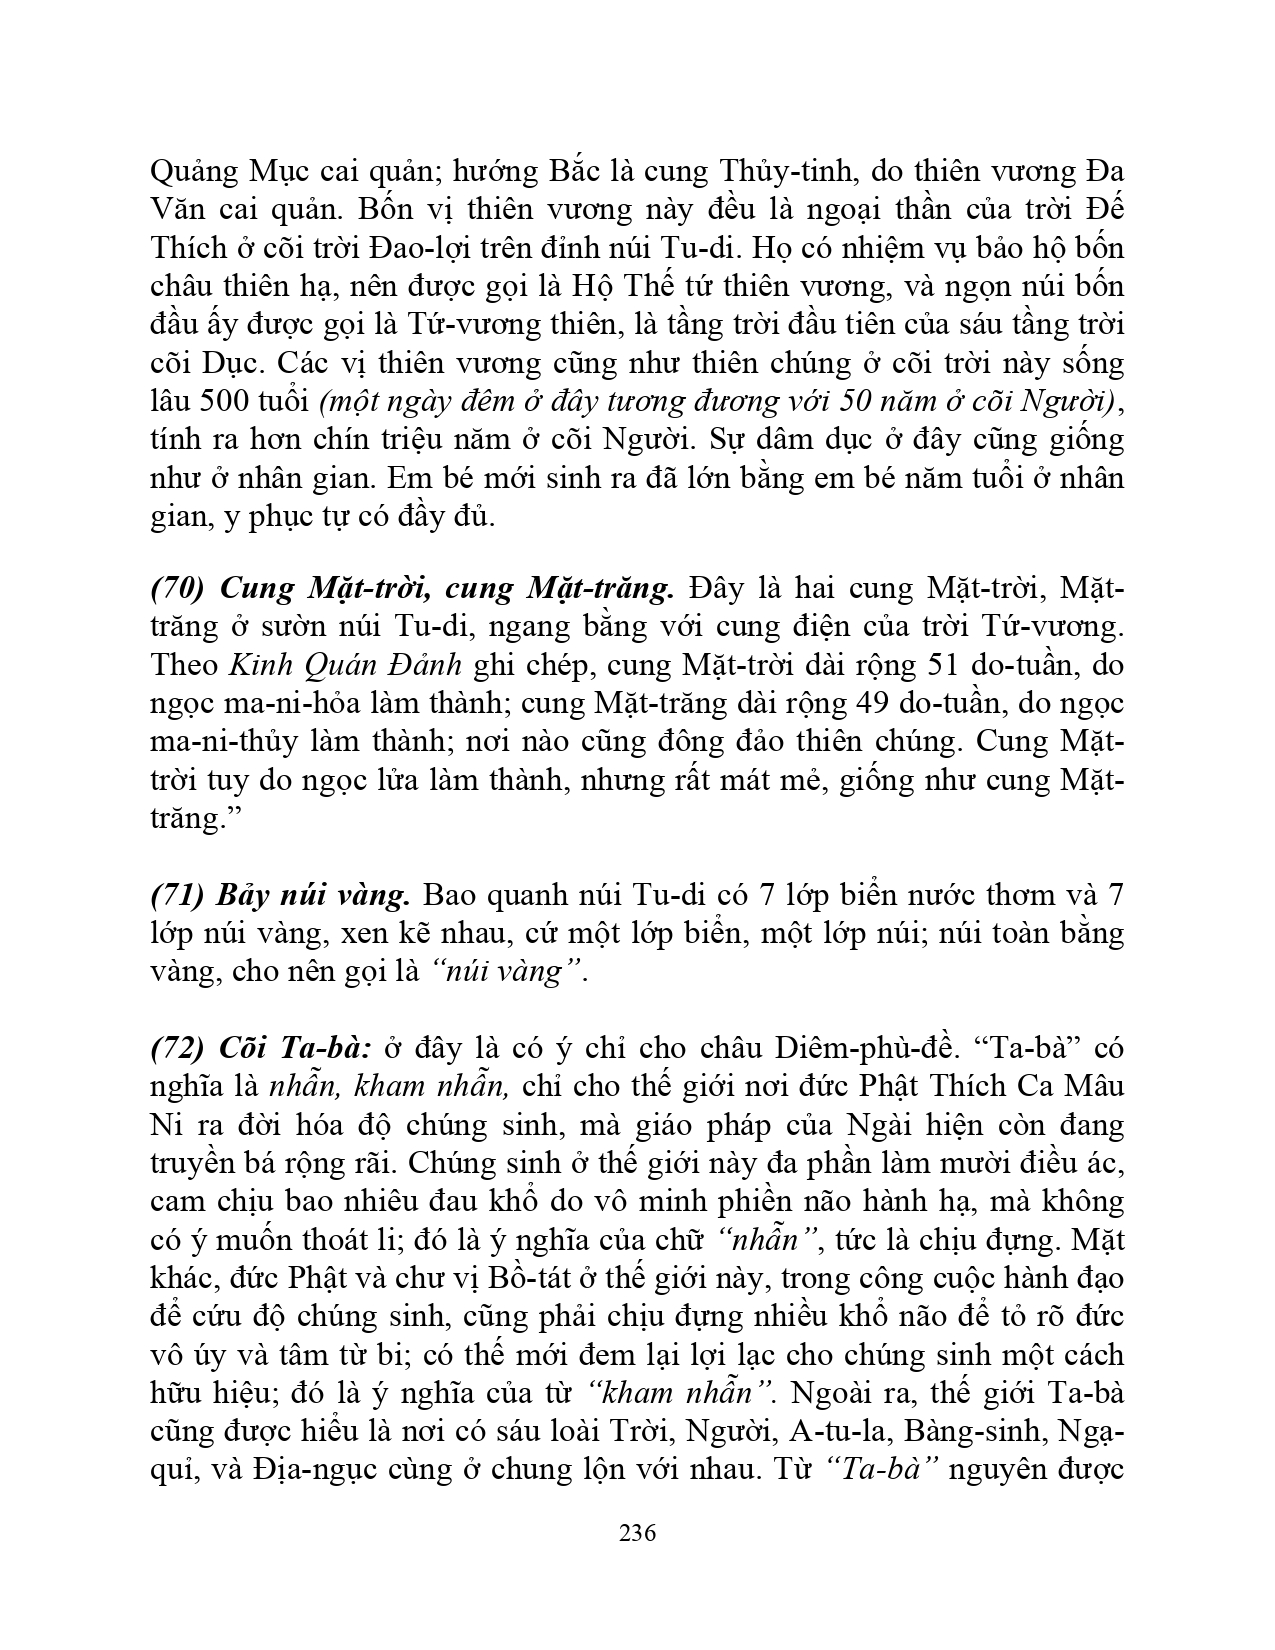 Quảng Mục cai quản; hướng Bắc là cung Thủy-tinh, do thiên vương Đa
Văn cai quản. Bốn vị thiên vương này đều là ngoại thần của trời Đế
Thích ở cõi trời Đao-lợi trên đỉnh núi Tu-di. Họ có nhiệm vụ bảo hộ bốn
châu thiên hạ, nên được gọi là Hộ Thế tứ thiên vương, và ngọn núi bốn
đầu ấy được gọi là Tứ-vương thiên, là tầng trời đầu tiên của sáu tầng trời
cõi Dục. Các vị thiên vương cũng như thiên chúng ở cõi trời này sống
lâu 500 tuổi (một ngày đêm ở đây tương đương với 50 năm ở cõi Người),
tính ra hơn chín triệu năm ở cõi Người. Sự dâm dục ở đây cũng giống
như ở nhân gian. Em bé mới sinh ra đã lớn bằng em bé năm tuổi ở nhân
gian, y phục tự có đầy đủ.
(70) Cung Mặt-trời, cung Mặt-trăng. Đây là hai cung Mặt-trời, Mặt-
trăng ở sườn núi Tu-di, ngang bằng với cung điện của trời Tứ-vương.
Theo Kinh Quán Đảnh ghi chép, cung Mặt-trời dài rộng 51 do-tuần, do
ngọc ma-ni-hỏa làm thành; cung Mặt-trăng dài rộng 49 do-tuần, do ngọc
ma-ni-thủy làm thành; nơi nào cũng đông đảo thiên chúng. Cung Mặt-
trời tuy do ngọc lửa làm thành, nhưng rất mát mẻ, giống như cung Mặt-
trăng.”
(71) Bảy núi vàng. Bao quanh núi Tu-di có 7 lớp biển nước thơm và 7
lớp núi vàng, xen kẽ nhau, cứ một lớp biển, một lớp núi; núi toàn bằng
vàng, cho nên gọi là “núi vàng”.
(72) Cõi Ta-bà: ở đây là có ý chỉ cho châu Diêm-phù-đề. “Ta-bà” có
nghĩa là nhẫn, kham nhẫn, chỉ cho thế giới nơi đức Phật Thích Ca Mâu
Ni ra đời hóa độ chúng sinh, mà giáo pháp của Ngài hiện còn đang
truyền bá rộng rãi. Chúng sinh ở thế giới này đa phần làm mười điều ác,
cam chịu bao nhiêu đau khổ do vô minh phiền não hành hạ, mà không
có ý muốn thoát li; đó là ý nghĩa của chữ “nhẫn”, tức là chịu đựng. Mặt
khác, đức Phật và chư vị Bồ-tát ở thế giới này, trong công cuộc hành đạo
để cứu độ chúng sinh, cũng phải chịu đựng nhiều khổ não để tỏ rõ đức
vô úy và tâm từ bi; có thế mới đem lại lợi lạc cho chúng sinh một cách
hữu hiệu; đó là ý nghĩa của từ “kham nhẫn”. Ngoài ra, thế giới Ta-bà
cũng được hiểu là nơi có sáu loài Trời, Người, A-tu-la, Bàng-sinh, Ngạ-
quỉ, và Địa-ngục cùng ở chung lộn với nhau. Từ “Ta-bà” nguyên được
236